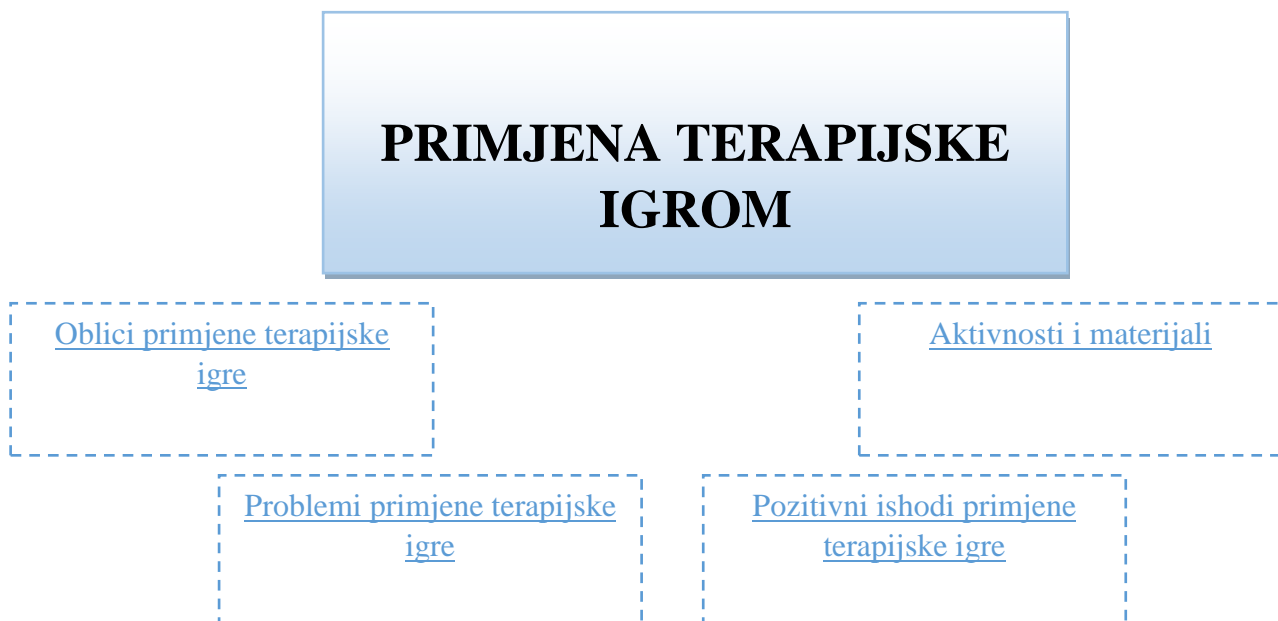 PRIMJENA TERAPIJSKE
IGROM
Oblici primjene terapijske
igre
Aktivnosti i materijali
Problemi primjene terapijske
igre
Pozitivni ishodi primjene
terapijske igre